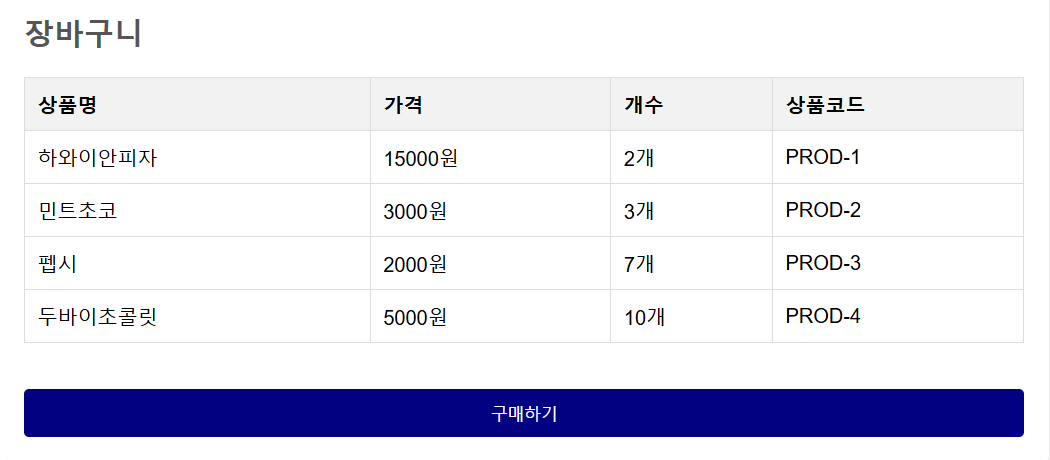 장바구니
상품명 가격 개수 상품코드
하와이안피자 15000원 2개 PROD-1
민트초코 3000원 3개 PROD-2
펩시 2000원 7개 PROD-3
두바이초콜릿 5000원 10개 PROD-4
구매하기